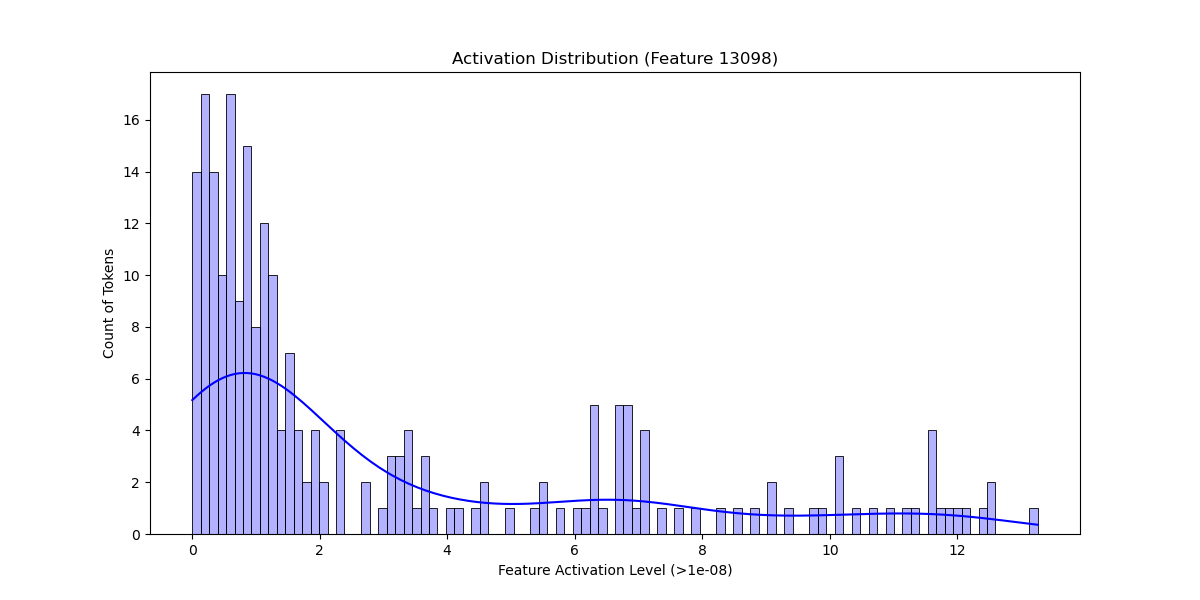 Activation Distribution (Feature 13098)
Count of Tokens
16
14
12
10
8
6
4
2
0
0 2 4 6 8 10 12
Feature Activation Level (>1e-08)